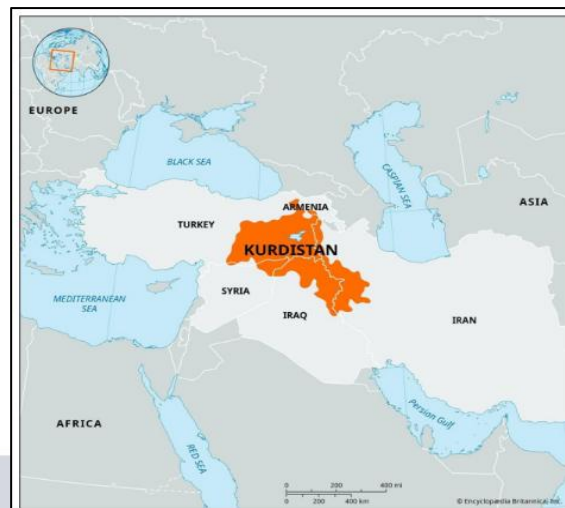 EUROPE
BLACK SEA
CASPIAN SEA
ASIA
ARMENIA
TURKEY
KURDISTAN
MEDITERRANEAN
SEA
SYRIA
IRAQ
IRAN
AFRICA
RED SEA
Persian Gulf
0 200 400 mi
0 200 400 km
© Encyclopædia Britannica, Inc.